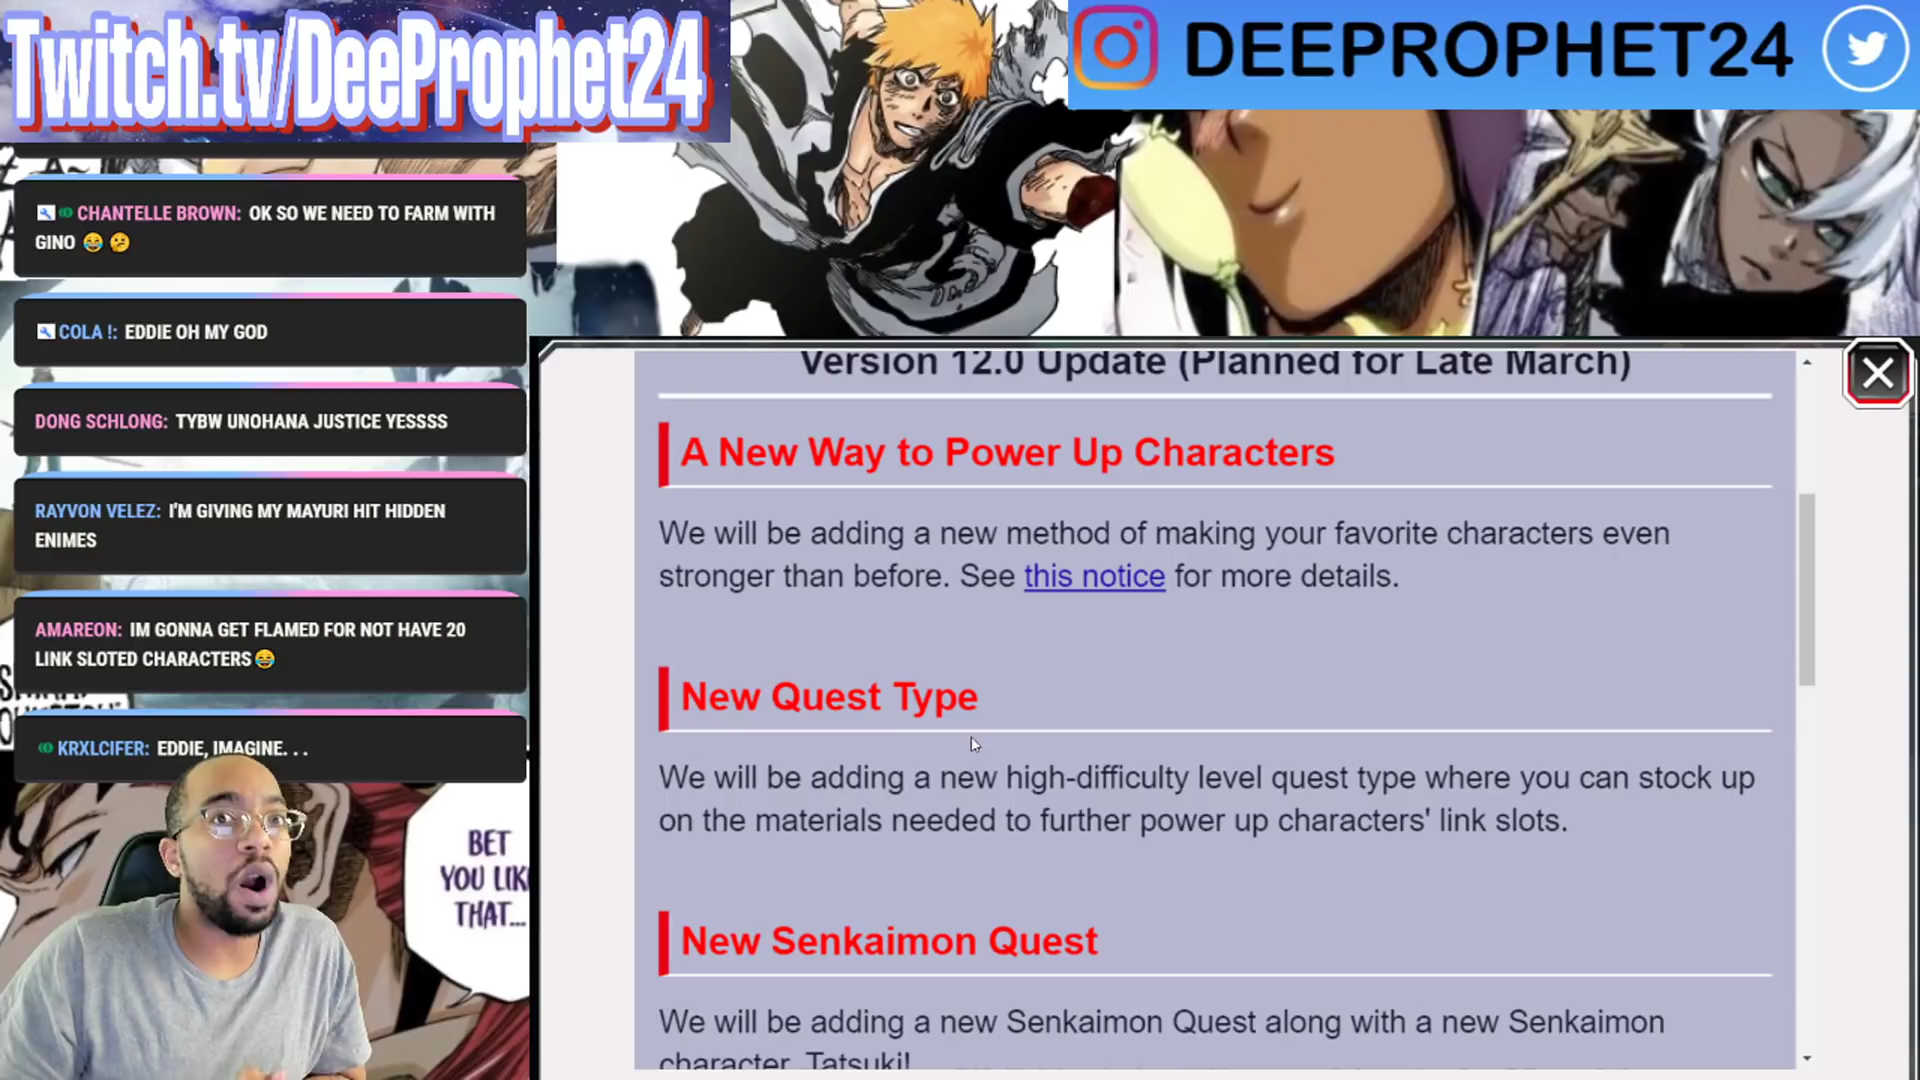 Twitch.tv/DeeProphet24
DEEPROPHET24
CHANTELLE BROWN: OK SO WE NEED TO FARM WITH
GINO 😂 🤔
COLA !: EDDIE OH MY GOD
DONG SCHLONG: TYBW UNOHANA JUSTICE YESSSS
RAYVON VELEZ: I'M GIVING MY MAYURI HIT HIDDEN
ENIMES
AMAREON: IM GONNA GET FLAMED FOR NOT HAVE 20
LINK SLOTED CHARACTERS😂
KRXLCIFER: EDDIE, IMAGINE. . .
BET
YOU LIK
THAT...
Version 12.0 Update (Planned for Late March)
A New Way to Power Up Characters
We will be adding a new method of making your favorite characters even
stronger than before. See this notice for more details.
New Quest Type
We will be adding a new high-difficulty level quest type where you can stock up
on the materials needed to further power up characters' link slots.
New Senkaimon Quest
We will be adding a new Senkaimon Quest along with a new Senkaimon
character, Tatsuki!